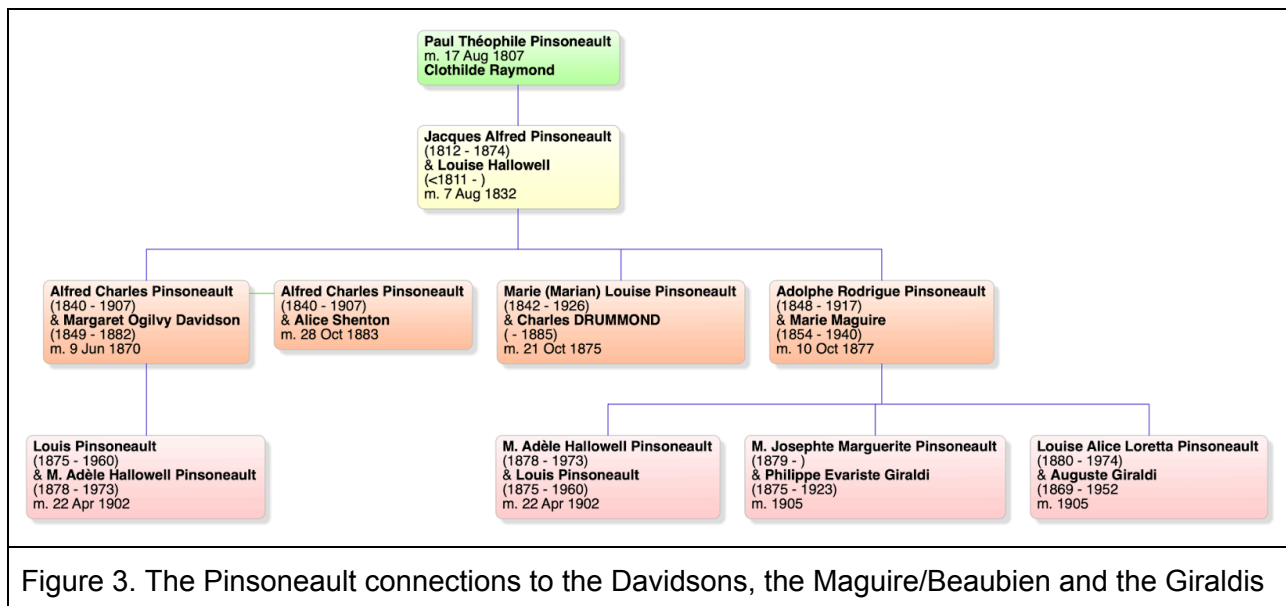 Paul Théophile Pinsoneault
m. 17 Aug 1807
Clothilde Raymond
Jacques Alfred Pinsoneault
(1812 - 1874)
& Louise Hallowell
(<1811 - )
m. 7 Aug 1832
Alfred Charles Pinsoneault
(1840 - 1907)
& Margaret Ogilvy Davidson
(1849 - 1882)
m. 9 Jun 1870
Alfred Charles Pinsoneault
(1840 - 1907)
& Alice Shenton
m. 28 Oct 1883
Marie (Marian) Louise Pinsoneault
(1842 - 1926)
& Charles DRUMMOND
( - 1885)
m. 21 Oct 1875
Adolphe Rodrigue Pinsoneault
(1848 - 1917)
& Marie Maguire
(1854 - 1940)
m. 10 Oct 1877
Louis Pinsoneault
(1875 - 1960)
& M. Adèle Hallowell Pinsoneault
(1878 - 1973)
m. 22 Apr 1902
M. Adèle Hallowell Pinsoneault
(1878 - 1973)
& Louis Pinsoneault
(1875 - 1960)
m. 22 Apr 1902
M. Josephte Marguerite Pinsoneault
(1879 - )
& Philippe Evariste Giraldi
(1875 - 1923)
m. 1905
Louise Alice Loretta Pinsoneault
(1880 - 1974)
& Auguste Giraldi
(1869 - 1952
m. 1905
Figure 3. The Pinsoneault connections to the Davidsons, the Maguire/Beaubien and the Giraldis